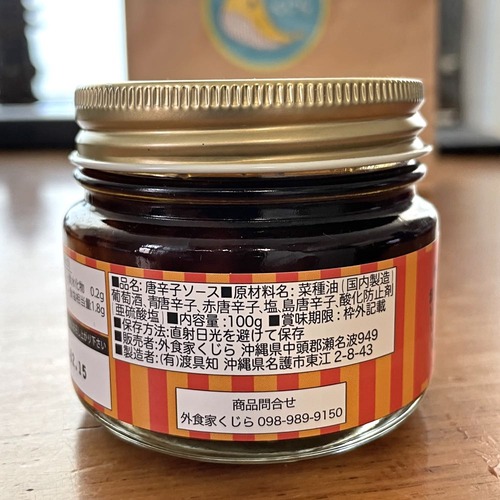 ■品名：唐辛子ソース■原材料名：菜種油（国内製造）
葡萄酒、青唐辛子、赤唐辛子、塩、島唐辛子、酸化防止剤
亜硫酸塩）■内容量：100g ■賞味期限：枠外記載
■保存方法：直射日光を避けて保存
■販売者：外食家くじら 沖縄県中頭郡瀬名波949
■製造者：(有)渡具知 沖縄県名護市東江 2-8-43
商品問合せ
外食家くじら 098-989-9150
0.2g
相当量1.8g
.15